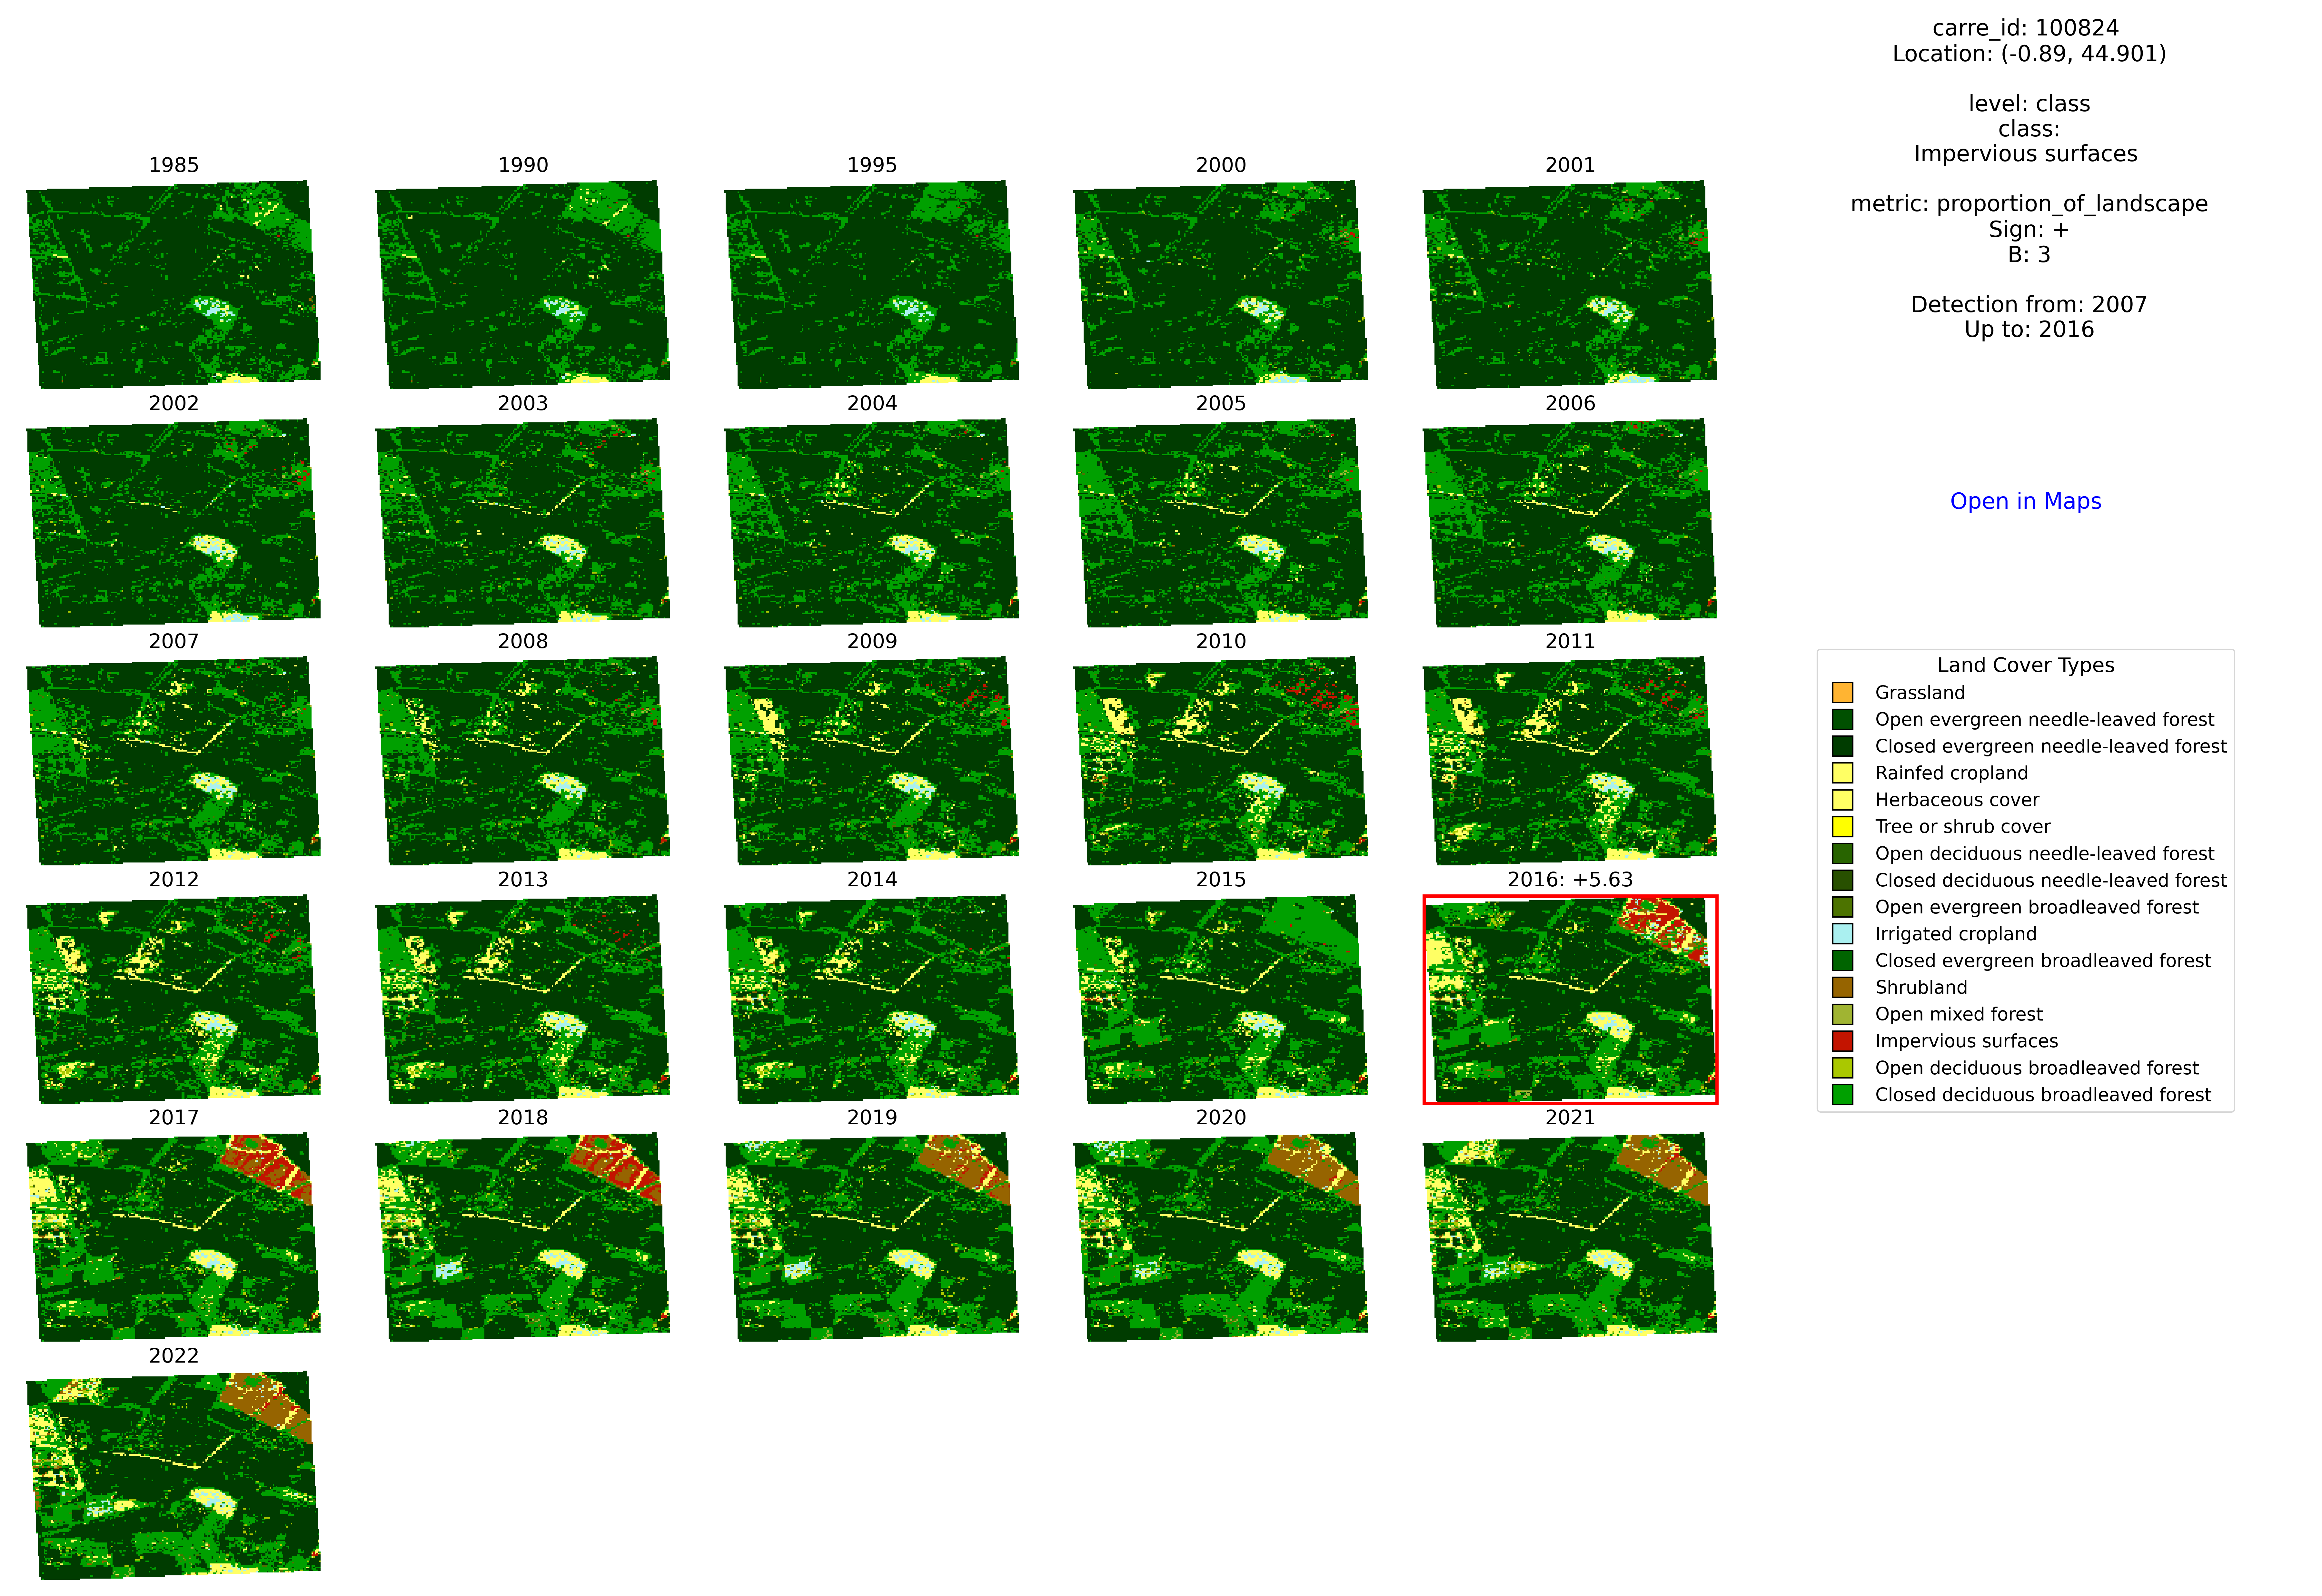 carre_id: 100824
Location: (-0.89, 44.901)
level: class
class:
Impervious surfaces
metric: proportion_of_landscape
Sign: +
B: 3
Detection from: 2007
Up to: 2016
1985
1990
1995
2000
2001
2002
2003
2004
2005
2006
Open in Maps
2007
2008
2009
2010
2011
Land Cover Types
Grassland
Open evergreen needle-leaved forest
Closed evergreen needle-leaved forest
Rainfed cropland
Herbaceous cover
Tree or shrub cover
Open deciduous needle-leaved forest
Closed deciduous needle-leaved forest
Open evergreen broadleaved forest
Irrigated cropland
Closed evergreen broadleaved forest
Shrubland
Open mixed forest
Impervious surfaces
Open deciduous broadleaved forest
Closed deciduous broadleaved forest
2012
2013
2014
2015
2016: +5.63
2017
2018
2019
2020
2021
2022